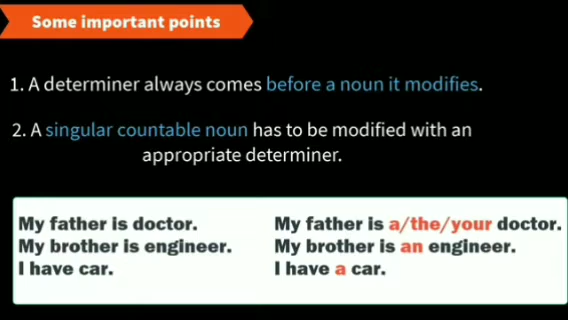 Some important points
1. A determiner always comes before a noun it modifies.
2. A singular countable noun has to be modified with an
appropriate determiner.
My father is doctor.
My brother is engineer.
I have car.
My father is a/the/your doctor.
My brother is an engineer.
I have a car.